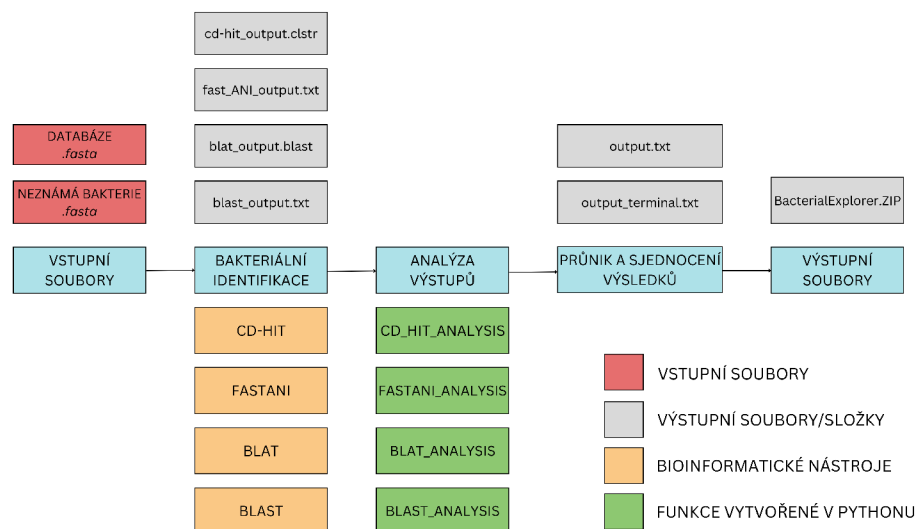 cd-hit_output.clstr
fast_ANI_output.txt
DATABÁZE
.fasta
blat_output.blast
output.txt
NEZNÁMÁ BAKTERIE
.fasta
blast_output.txt
output_terminal.txt
BacterialExplorer.ZIP
VSTUPNÍ
SOUBORY
BAKTERIÁLNÍ
IDENTIFIKACE
ANALÝZA
VÝSTUPŮ
PRŮNIK A SJEDNOCENÍ
VÝSLEDKŮ
VÝSTUPNÍ
SOUBORY
CD-HIT
CD_HIT_ANALYSIS
FASTANI
FASTANI_ANALYSIS
BLAT
BLAT_ANALYSIS
BLAST
BLAST_ANALYSIS
VSTUPNÍ SOUBORY
VÝSTUPNÍ SOUBORY/SLOŽKY
BIOINFORMATICKÉ NÁSTROJE
FUNKCE VYTVOŘENÉ V PYTHONU